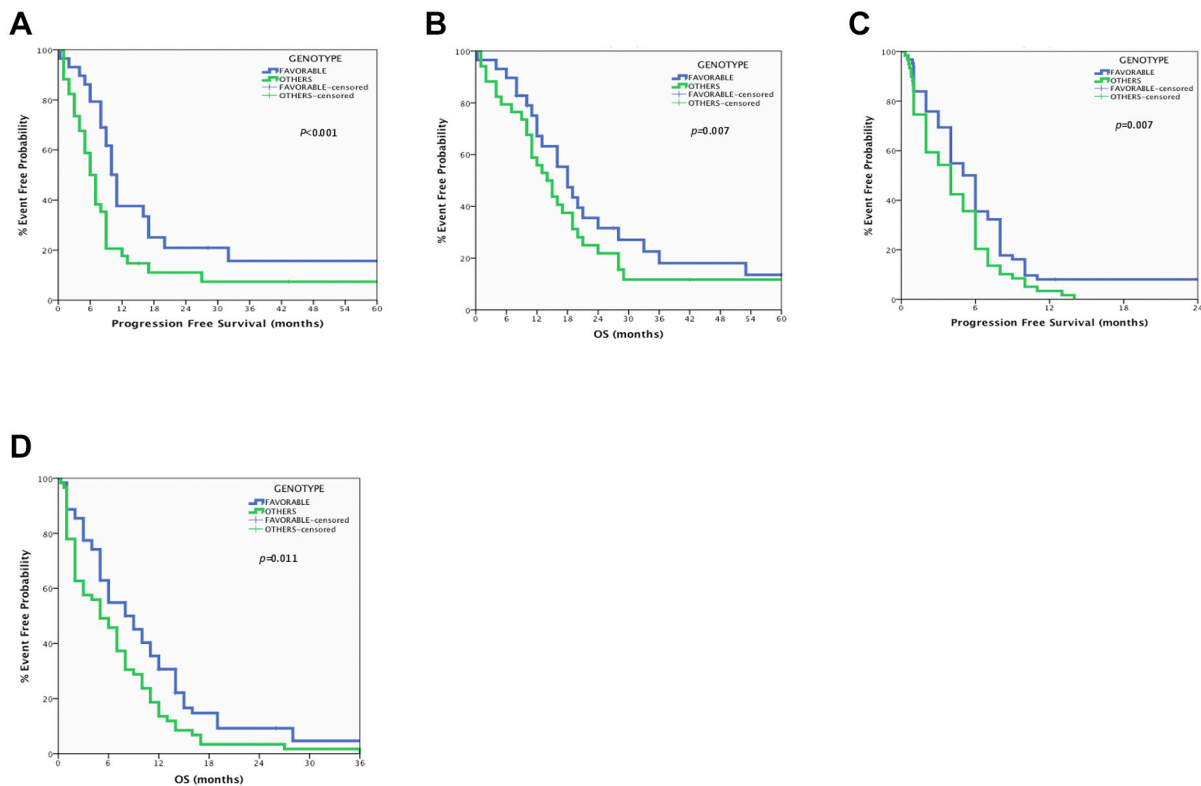 A
GENOTYPE
FAVORABLE
OTHERS
FAVORABLE-censored
OTHERS-censored
P<0.001
% Event Free Probability
100
80
60
40
20
0
0 6 12 18 24 30 36 42 48 54 60
Progression Free Survival (months)
B
GENOTYPE
FAVORABLE
OTHERS
FAVORABLE-censored
OTHERS-censored
p=0.007
% Event Free Probability
100
80
60
40
20
0
0 6 12 18 24 30 36 42 48 54 60
OS (months)
C
GENOTYPE
FAVORABLE
OTHERS
FAVORABLE-censored
OTHERS-censored
p=0.007
% Event Free Probability
100
80
60
40
20
0
0 6 12 18 24
Progression Free Survival (months)
D
GENOTYPE
FAVORABLE
OTHERS
FAVORABLE-censored
OTHERS-censored
p=0.011
% Event Free Probability
100
80
60
40
20
0
0 6 12 18 24 30 36
OS (months)